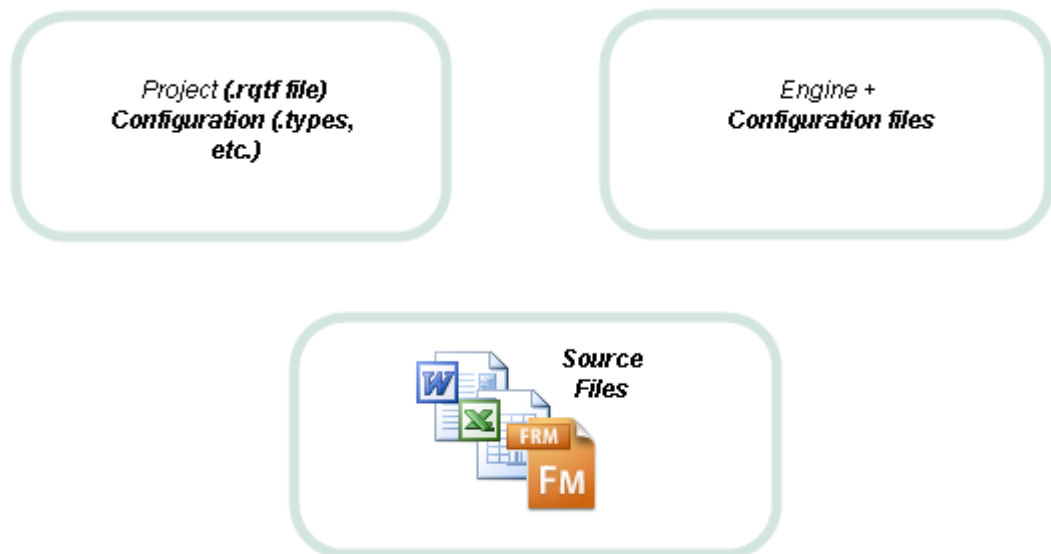 Project (.rqtf file)
Configuration (.types,
etc.)
Engine +
Configuration files
Source
Files
W
X
FRM
FM